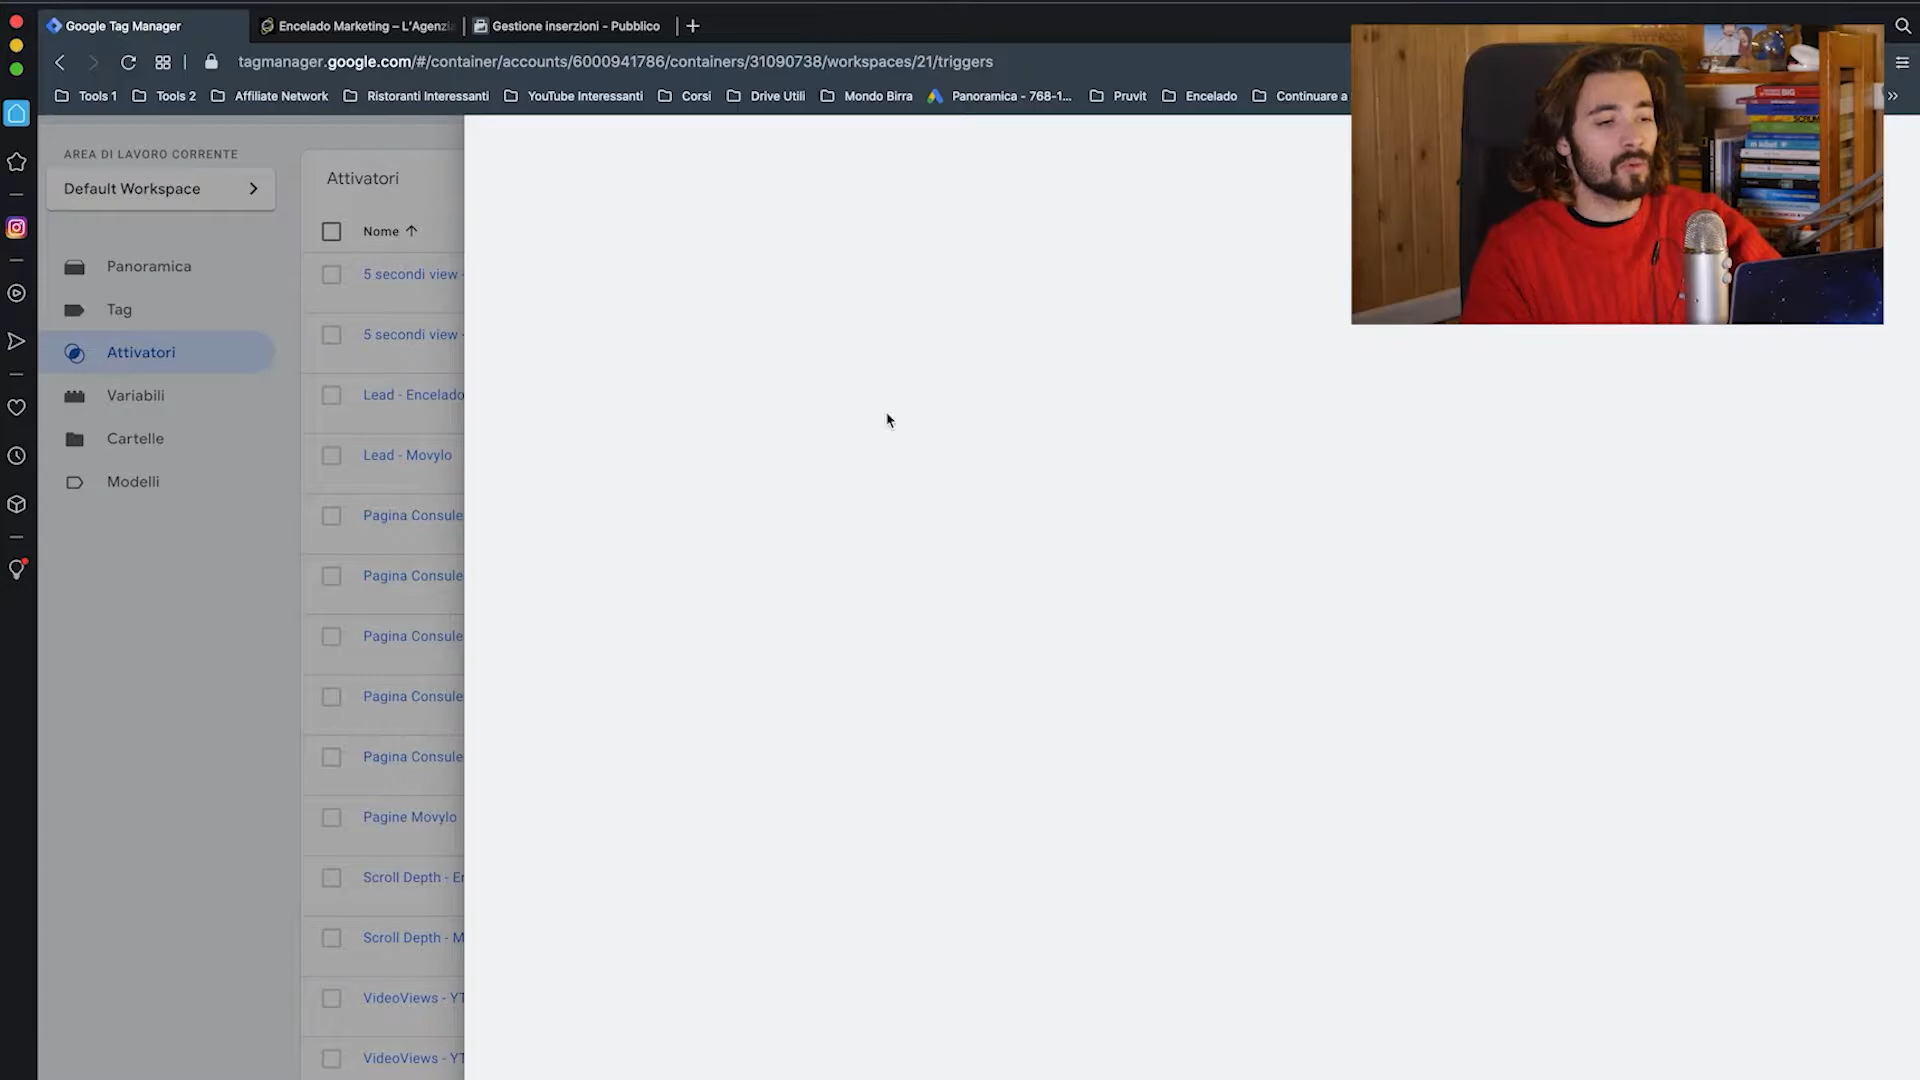 Google Tag Manager
Encelado Marketing – L'Agenzi
Gestione inserzioni - Pubblico
tagmanager.google.com/#/container/accounts/6000941786/containers/31090738/workspaces/21/triggers
Tools 1
Tools 2
Affiliate Network
Ristoranti Interessanti
YouTube Interessanti
Corsi
Drive Utili
Mondo Birra
Panoramica - 768-1...
Pruvit
Encelado
Continuare a
AREA DI LAVORO CORRENTE
Default Workspace
Panoramica
Tag
Attivatori
Variabili
Cartelle
Modelli
Attivatori
Nome
5 secondi view -
5 secondi view -
Lead - Encelado
Lead - Movylo
Pagina Consule
Pagina Consule
Pagina Consule
Pagina Consule
Pagina Consule
Pagine Movylo
Scroll Depth - En
Scroll Depth - M
VideoViews - YT
VideoViews - YT
BIG
SCRUM